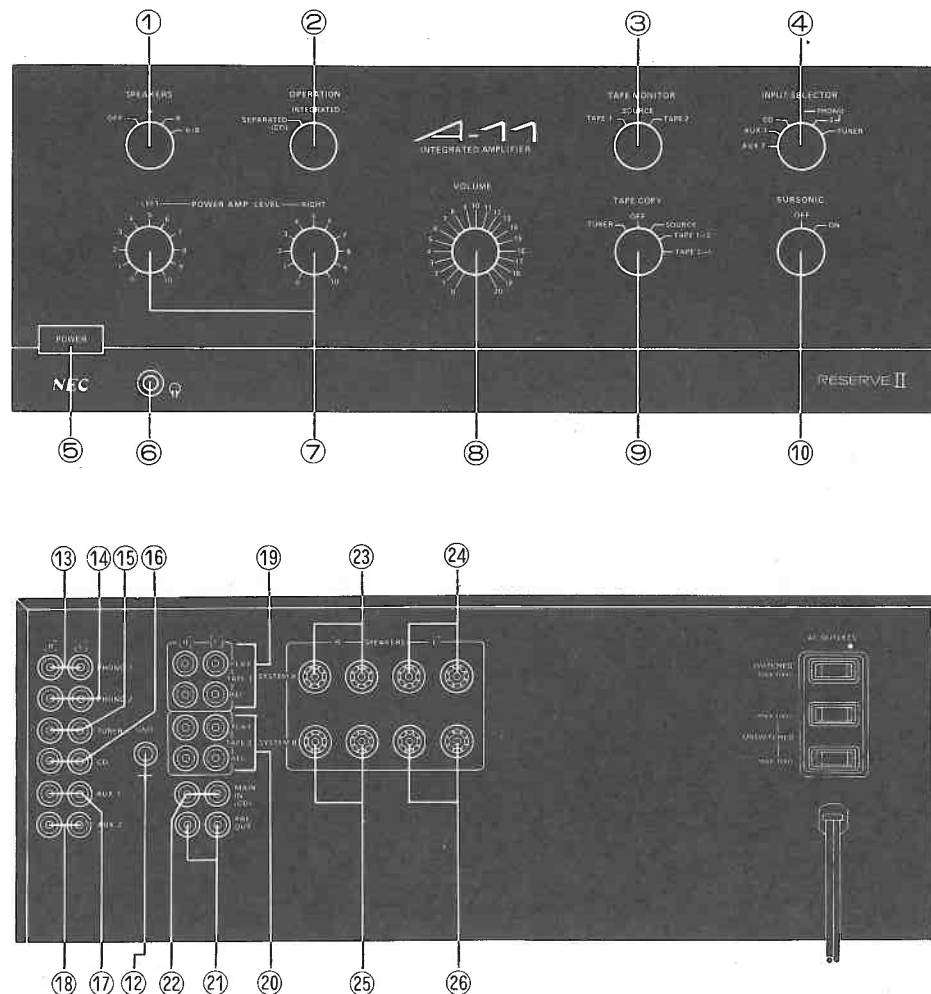 ① ② ③ ④
SPEAKERS OPERATION TAPE MONITOR INPUT SELECTOR
OFF B A+B
INTEGRATED
SEPARATED (CD)
A-11
INTEGRATED AMPLIFIER
SOURCE
TAPE 1 TAPE 2
PHONO
CD
AUX 1 TUNER
AUX 2
LEFT POWER AMP LEVEL RIGHT
VOLUME
TAPE COPY
OFF
TUNER SOURCE
TAPE 1→2
TAPE 2→1
SUBSONIC
OFF
ON
POWER
NEC
RESERVE II
⑤ ⑥ ⑦ ⑧ ⑨ ⑩
⑬ ⑭ ⑮ ⑯ ⑲ ㉓ ㉔
R L
PHONO 1
PHONO 2
TUNER
CD
AUX 1
AUX 2
GND
PLAY
TAPE 1
REC
PLAY
TAPE 2
REC
MAIN IN (CD)
PRE OUT
R SPEAKERS L
SYSTEM A
SYSTEM B
AC OUTLETS
SWITCHED
UNSWITCHED
⑱ ⑰ ⑫ ㉒ ㉑ ⑳ ㉕ ㉖